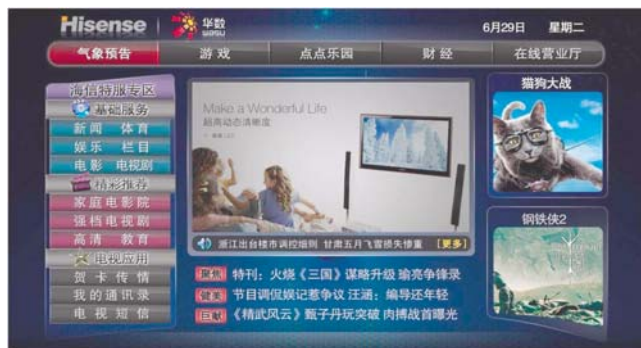 Hisense 华数 wasu 6月29日 星期二
气象预告 游戏 点点乐园 财经 在线营业厅
海信特服专区
基础服务
新闻 体育
娱乐 栏目
电影 电视剧
精彩推荐
家庭电影院
强档电视剧
高清 教育
电视应用
贺卡传情
我的通讯录
电视短信
Make a Wonderful Life
超高动态清晰度
浙江出台楼市调控细则 甘肃五月飞雪损失惨重 [更多]
猫狗大战
钢铁侠2
聚焦 特刊:火烧《三国》谋略升级 瑜亮争锋录
健美 节目调侃娱记惹争议 汪涵:编导还年轻
巨献 《精武风云》甄子丹玩突破 肉搏战首曝光